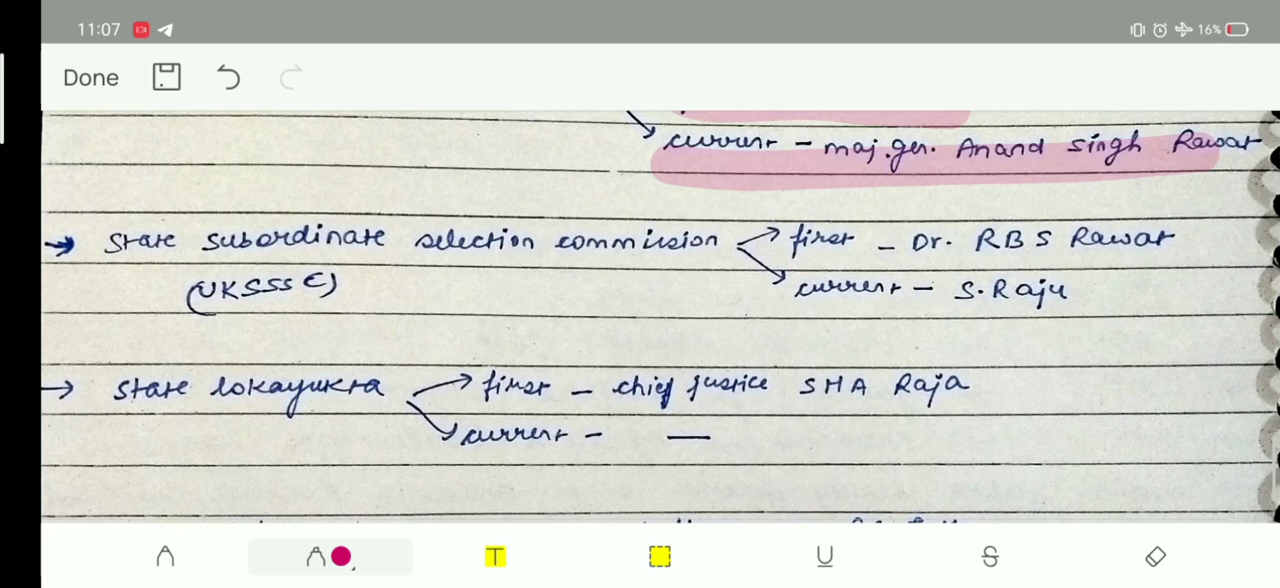 11:07
16%
Done
current - maj.gen. Anand Singh Rawat
→ State subordinate selection commission → first - Dr. RBS Rawat
(UKSSSC) → current - S.Raju
→ State lokayukta → first - chief justice SHA Raja
→ current - —
T U S